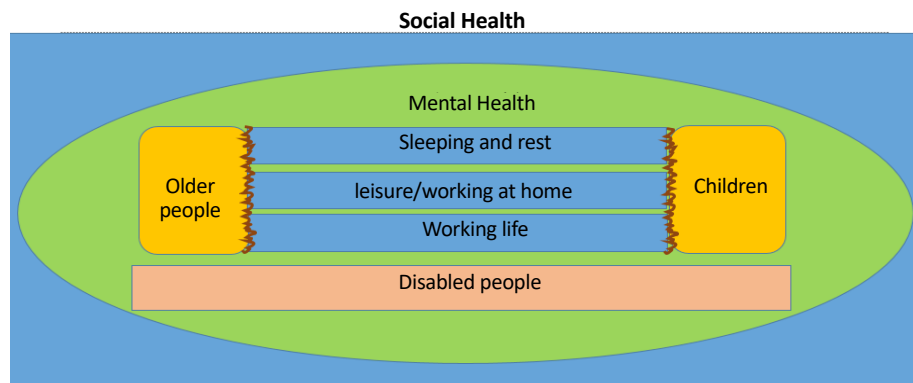 Social Health
Mental Health
Sleeping and rest
Older
people
leisure/working at home
Children
Working life
Disabled people